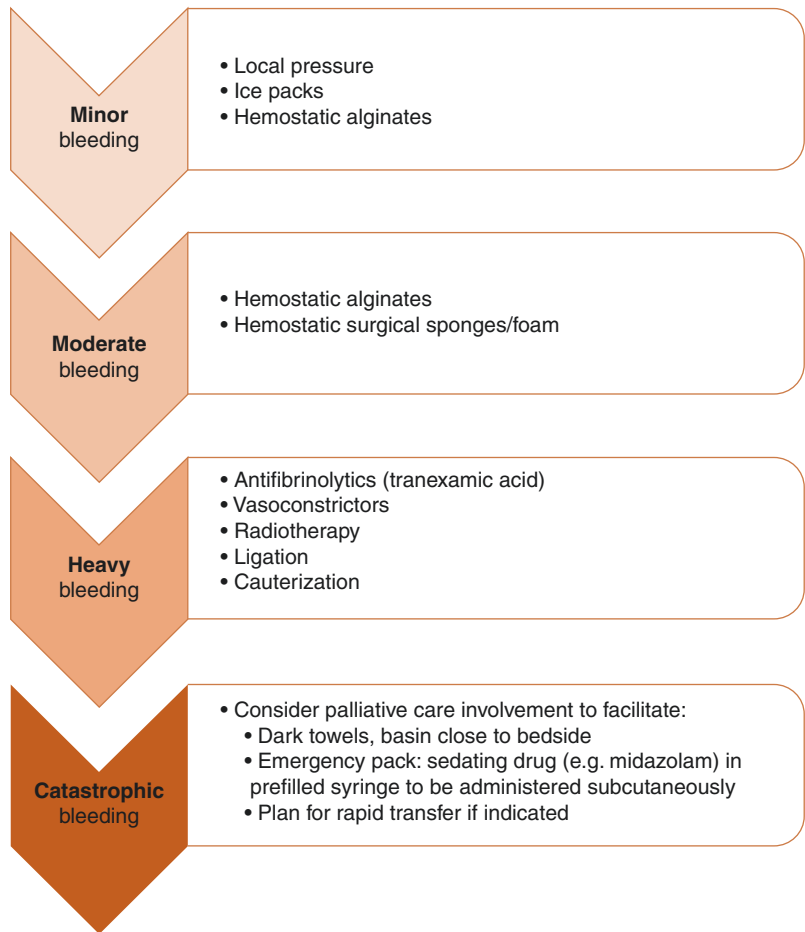 Minor
bleeding
• Local pressure
• Ice packs
• Hemostatic alginates
Moderate
bleeding
• Hemostatic alginates
• Hemostatic surgical sponges/foam
Heavy
bleeding
• Antifibrinolytics (tranexamic acid)
• Vasoconstrictors
• Radiotherapy
• Ligation
• Cauterization
Catastrophic
bleeding
• Consider palliative care involvement to facilitate:
• Dark towels, basin close to bedside
• Emergency pack: sedating drug (e.g. midazolam) in
prefilled syringe to be administered subcutaneously
• Plan for rapid transfer if indicated